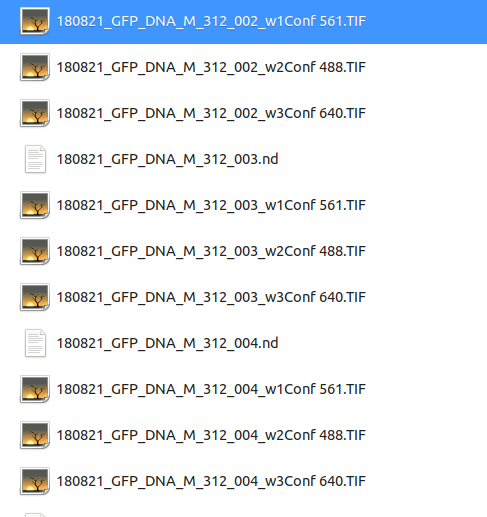 180821_GFP_DNA_M_312_002_w1Conf 561.TIF
180821_GFP_DNA_M_312_002_w2Conf 488.TIF
180821_GFP_DNA_M_312_002_w3Conf 640.TIF
180821_GFP_DNA_M_312_003.nd
180821_GFP_DNA_M_312_003_w1Conf 561.TIF
180821_GFP_DNA_M_312_003_w2Conf 488.TIF
180821_GFP_DNA_M_312_003_w3Conf 640.TIF
180821_GFP_DNA_M_312_004.nd
180821_GFP_DNA_M_312_004_w1Conf 561.TIF
180821_GFP_DNA_M_312_004_w2Conf 488.TIF
180821_GFP_DNA_M_312_004_w3Conf 640.TIF